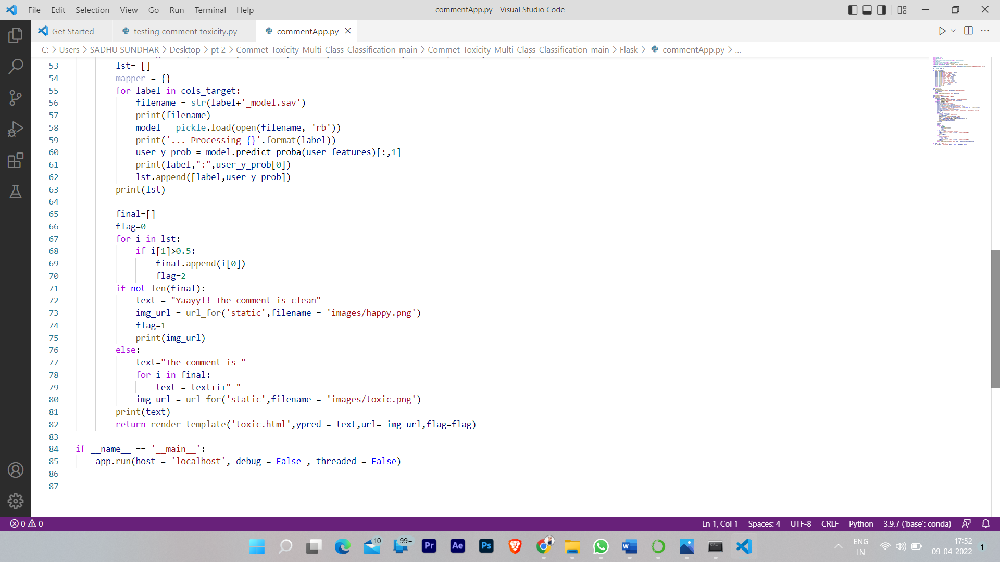 File Edit Selection View Go Run Terminal Help commentApp.py - Visual Studio Code
Get Started testing comment toxicity.py commentApp.py
C: > Users > SADHU SUNDHAR > Desktop > pt 2 > Commet-Toxicity-Multi-Class-Classification-main > Commet-Toxicity-Multi-Class-Classification-main > Flask > commentApp.py > ...
53 lst= []
54 mapper = {}
55 for label in cols_target:
56 filename = str(label+'_model.sav')
57 print(filename)
58 model = pickle.load(open(filename, 'rb'))
59 print('... Processing {}'.format(label))
60 user_y_prob = model.predict_proba(user_features)[:,1]
61 print(label,":",user_y_prob[0])
62 lst.append([label,user_y_prob])
63 print(lst)
64
65 final=[]
66 flag=0
67 for i in lst:
68 if i[1]>0.5:
69 final.append(i[0])
70 flag=2
71 if not len(final):
72 text = "Yaayy!! The comment is clean"
73 img_url = url_for('static',filename = 'images/happy.png')
74 flag=1
75 print(img_url)
76 else:
77 text="The comment is "
78 for i in final:
79 text = text+i+" "
80 img_url = url_for('static',filename = 'images/toxic.png')
81 print(text)
82 return render_template('toxic.html',ypred = text,url= img_url,flag=flag)
83
84 if __name__ == '__main__':
85 app.run(host = 'localhost', debug = False , threaded = False)
86
87
0 0 Ln 1, Col 1 Spaces: 4 UTF-8 CRLF Python 3.9.7 ('base': conda)
10 99+ Pr Ae Ps W ENG IN 17:52 09-04-2022 1